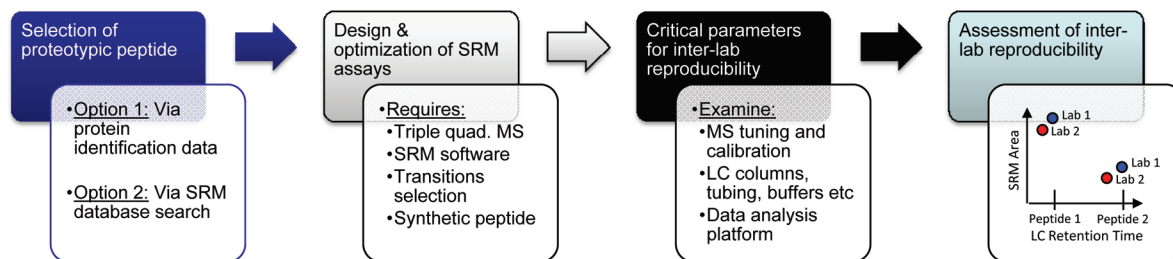 Selection of
proteotypic peptide
•Option 1: Via
protein
identification data
•Option 2: Via SRM
database search
Design &
optimization of SRM
assays
•Requires:
•Triple quad. MS
•SRM software
•Transitions
selection
•Synthetic peptide
Critical parameters
for inter-lab
reproducibility
•Examine:
•MS tuning and
calibration
•LC columns,
tubing, buffers etc
•Data analysis
platform
Assessment of inter-
lab reproducibility
SRM Area
Lab 1
Lab 2
Lab 1
Lab 2
Peptide 1
Peptide 2
LC Retention Time